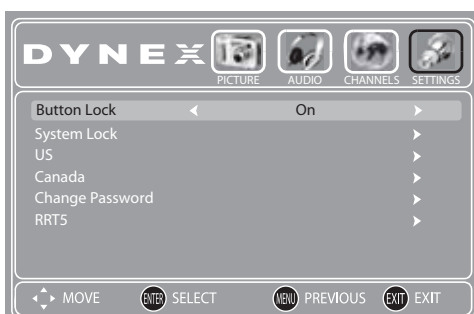 DYNEX
PICTURE AUDIO CHANNELS SETTINGS
Button Lock On
System Lock
US
Canada
Change Password
RRT5
MOVE ENTER SELECT MENU PREVIOUS EXIT EXIT